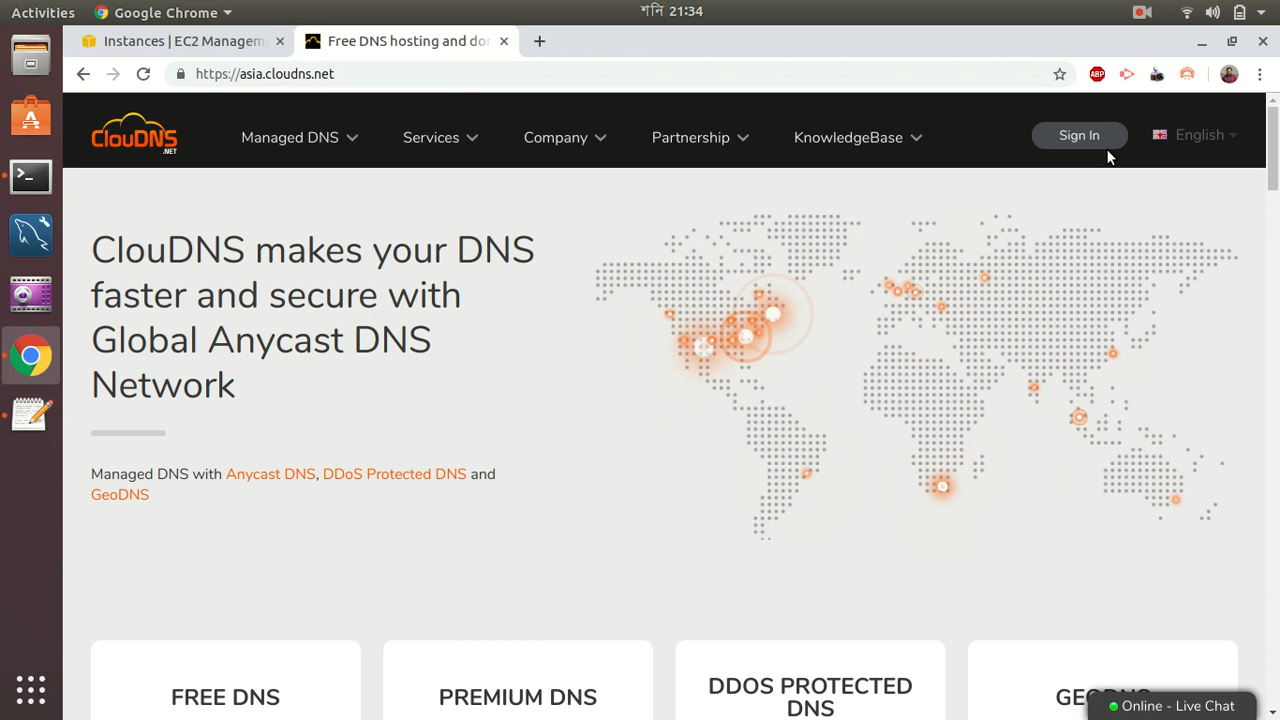 Activities
Google Chrome
শনি 21:34
Instances | EC2 Managem
Free DNS hosting and do
https://asia.cloudns.net
ABP
ClouDNS
.NET
Managed DNS
Services
Company
Partnership
KnowledgeBase
Sign In
English
ClouDNS makes your DNS
faster and secure with
Global Anycast DNS
Network
Managed DNS with Anycast DNS, DDoS Protected DNS and
GeoDNS
FREE DNS
PREMIUM DNS
DDOS PROTECTED
DNS
GEODNS
Online - Live Chat